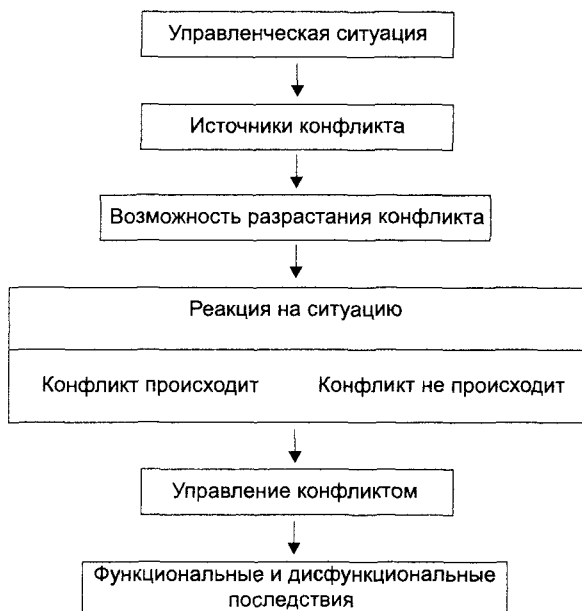 Управленческая ситуация
Источники конфликта
Возможность разрастания конфликта
Реакция на ситуацию
Конфликт происходит Конфликт не происходит
Управление конфликтом
Функциональные и дисфункциональные
последствия